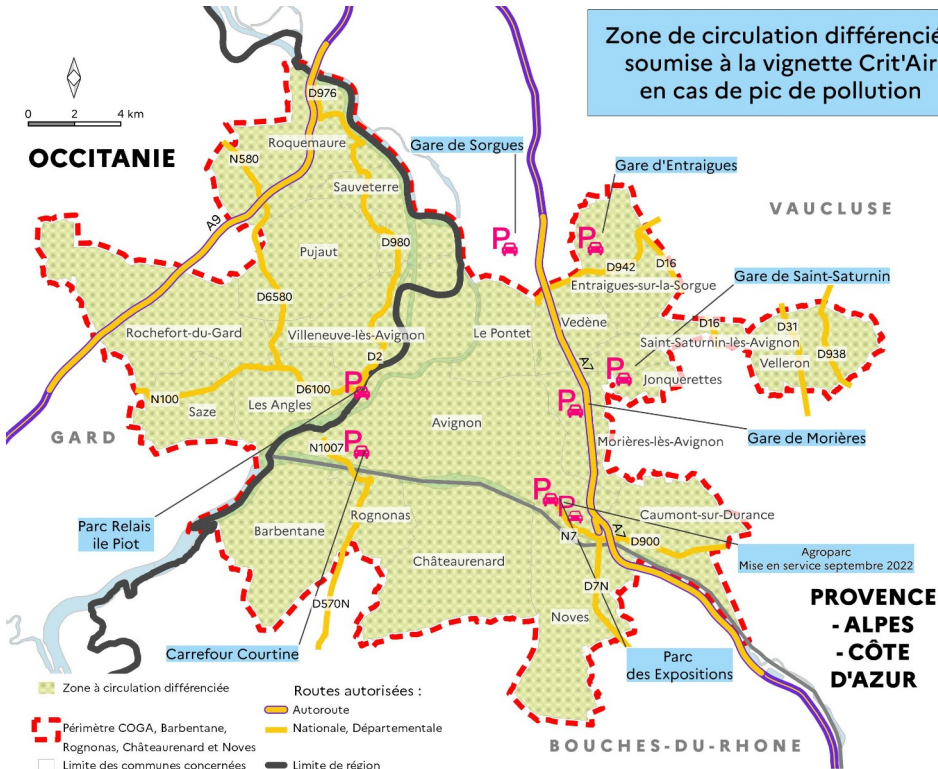 Zone de circulation différencié
soumise à la vignette Crit'Air
en cas de pic de pollution
0 2 4 km
OCCITANIE
D976
Roquemaure
N580
Sauveterre
A9
Pujaut
D980
D6580
Rochefort-du-Gard
Villeneuve-lès-Avignon
D2
D6100
Les Angles
N100
Saze
GARD
Gare de Sorgues
P
Gare d'Entraigues
P
VAUCLUSE
D16
D942
Entraigues-sur-la-Sorgue
Gare de Saint-Saturnin
Le Pontet
Vedène
D16
D31
Saint-Saturnin-lès-Avignon
Velleron
D938
A7
P
Jonquerettes
P
P
Avignon
Gare de Morières
Morières-lès-Avignon
P
N1007
Parc Relais
ile Piot
Rognonas
Barbentane
P
P
Caumont-sur-Durance
N7
A7
D900
Agroparc
Mise en service septembre 2022
Châteaurenard
D7N
D570N
Noves
PROVENCE
- ALPES
- CÔTE
D'AZUR
Carrefour Courtine
Parc
des Expositions
BOUCHES-DU-RHONE
Zone à circulation différenciée
Périmètre COGA, Barbentane,
Rognonas, Châteaurenard et Noves
Limite des communes concernées
Routes autorisées :
Autoroute
Nationale, Départementale
Limite de région